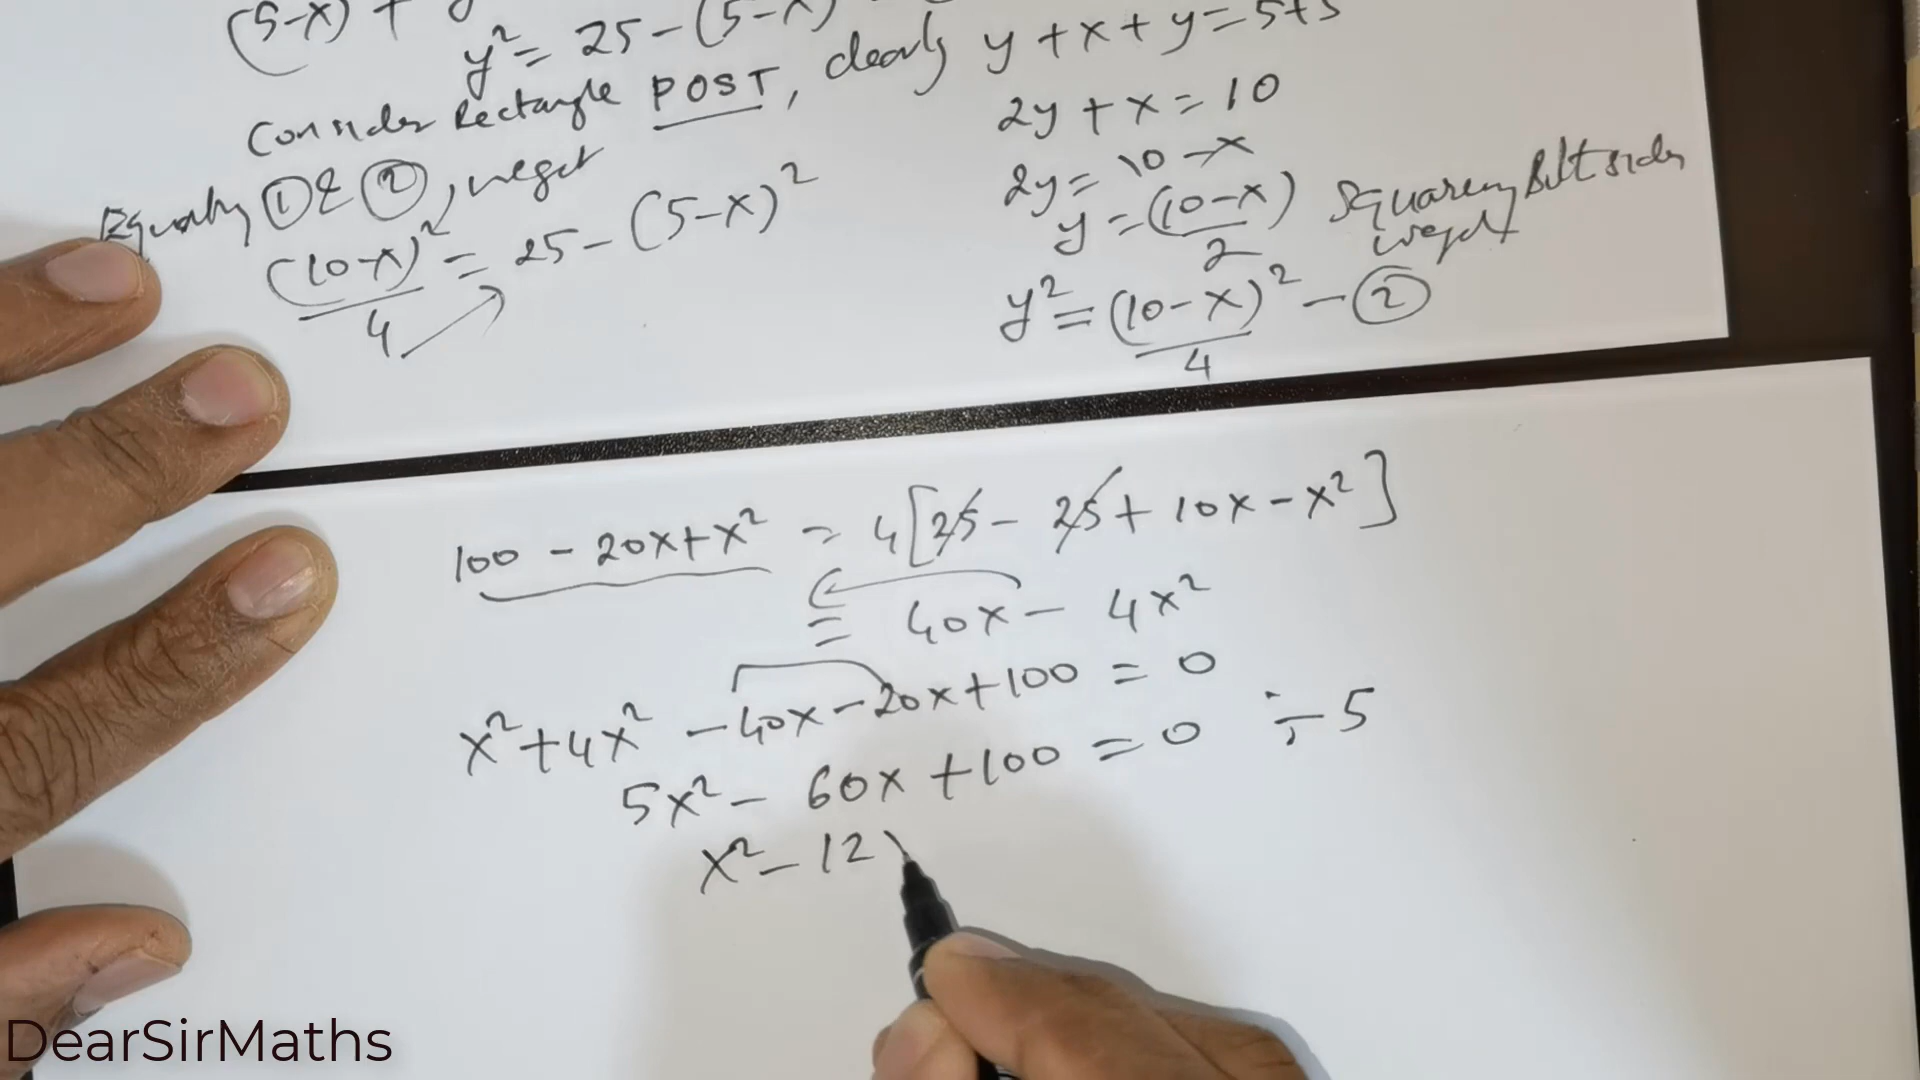 (5-x) + y
y² = 25 - (5-x)
Consider Rectangle POST, clearly y + x + y = 5+5
2y + x = 10
2y = 10 - x
y = (10-x)/2 Squaring Both sides
we get
y² = (10-x)²/4 - ②
Equating ① & ②, we get
(10-x)²/4 = 25 - (5-x)²
100 - 20x + x² = 4[25 - 25 + 10x - x²]
= 40x - 4x²
x² + 4x² - 40x - 20x + 100 = 0
5x² - 60x + 100 = 0 ÷ 5
x² - 12
DearSirMaths